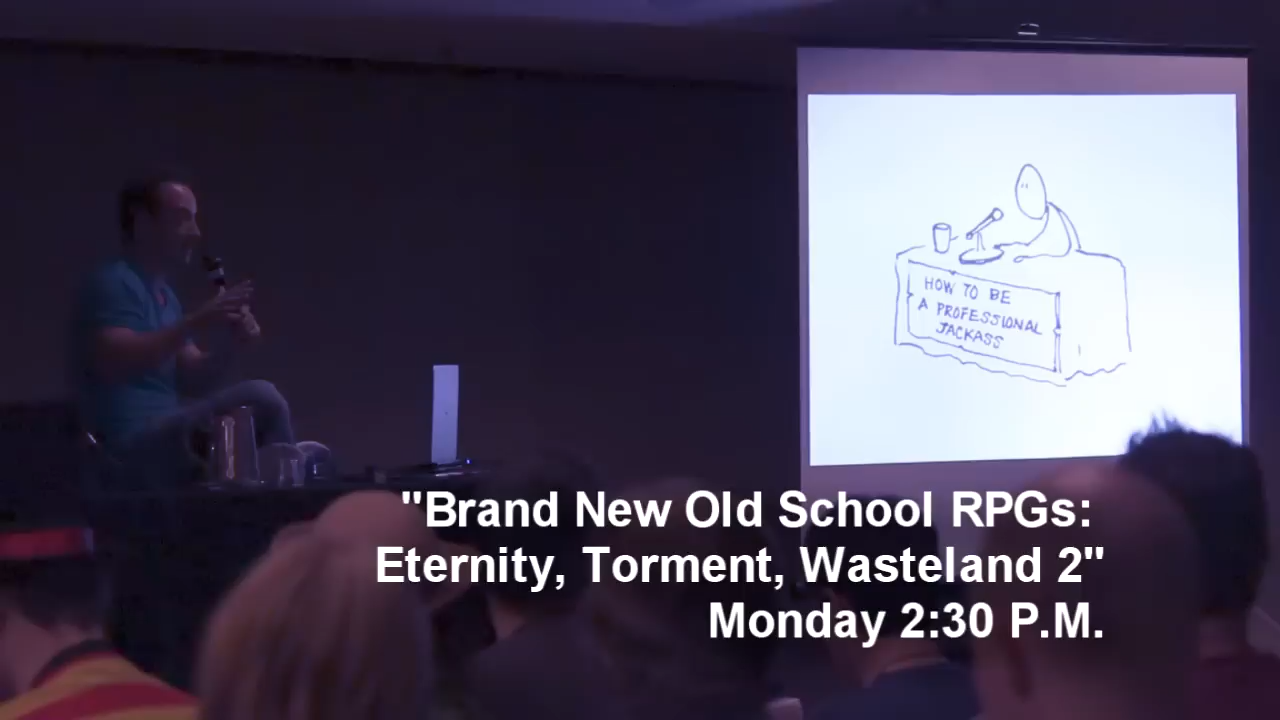 HOW TO BE
A PROFESSIONAL
JACKASS
"Brand New Old School RPGs:
Eternity, Torment, Wasteland 2"
Monday 2:30 P.M.